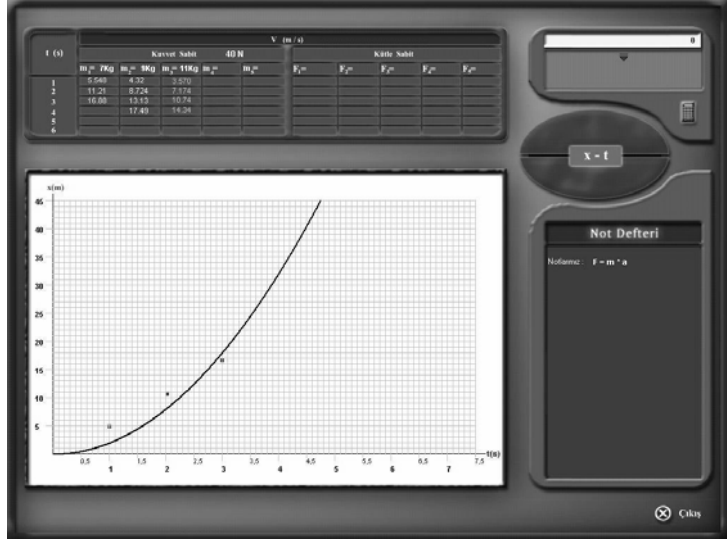 V (m/s)
0
t (s)
Kuvvet Sabit 40 N
Kütle Sabit
m1= 7Kg m2= 9Kg m3= 11Kg m4= m5= F1= F2= F3= F4= F5=
1 5.548 4.32 3.570
2 11.21 8.724 7.174
3 16.88 13.13 10.74
4 17.49 14.34
5
6
x - t
x(m)
45
40
30
25
20
15
10
5
t(s)
0,5 1,5 2,5 3,5 4,5 5,5 6,5 7,5
1 2 3 4 5 6 7
Not Defteri
Notlarınız : F = m * a
Çıkış